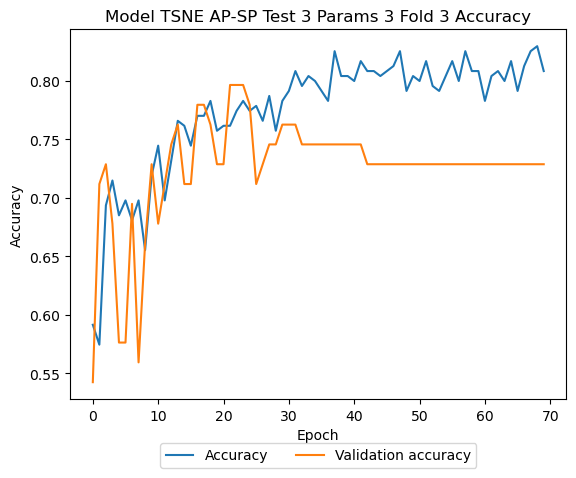 Model TSNE AP-SP Test 3 Params 3 Fold 3 Accuracy
0.80
0.75
0.70
0.65
0.60
0.55
Accuracy
0 10 20 30 40 50 60 70
Epoch
Accuracy Validation accuracy